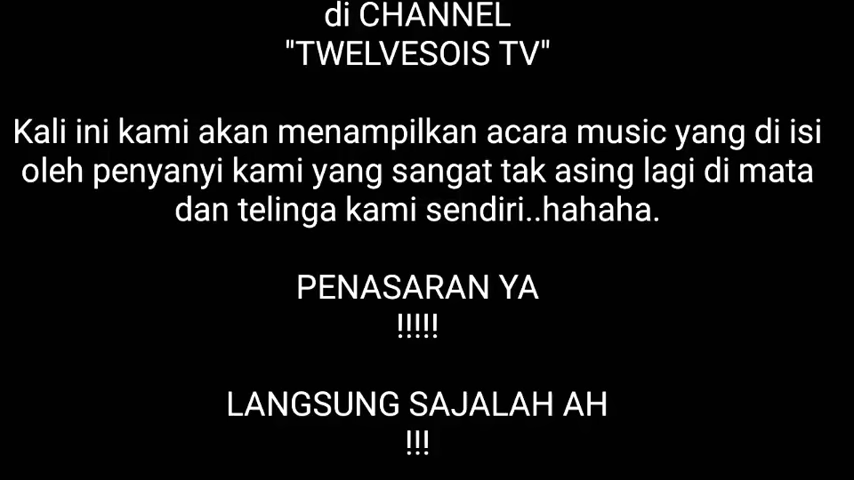 di CHANNEL
"TWELVESOIS TV"
Kali ini kami akan menampilkan acara music yang di isi
oleh penyanyi kami yang sangat tak asing lagi di mata
dan telinga kami sendiri..hahaha.
PENASARAN YA
!!!!!
LANGSUNG SAJALAH AH
!!!